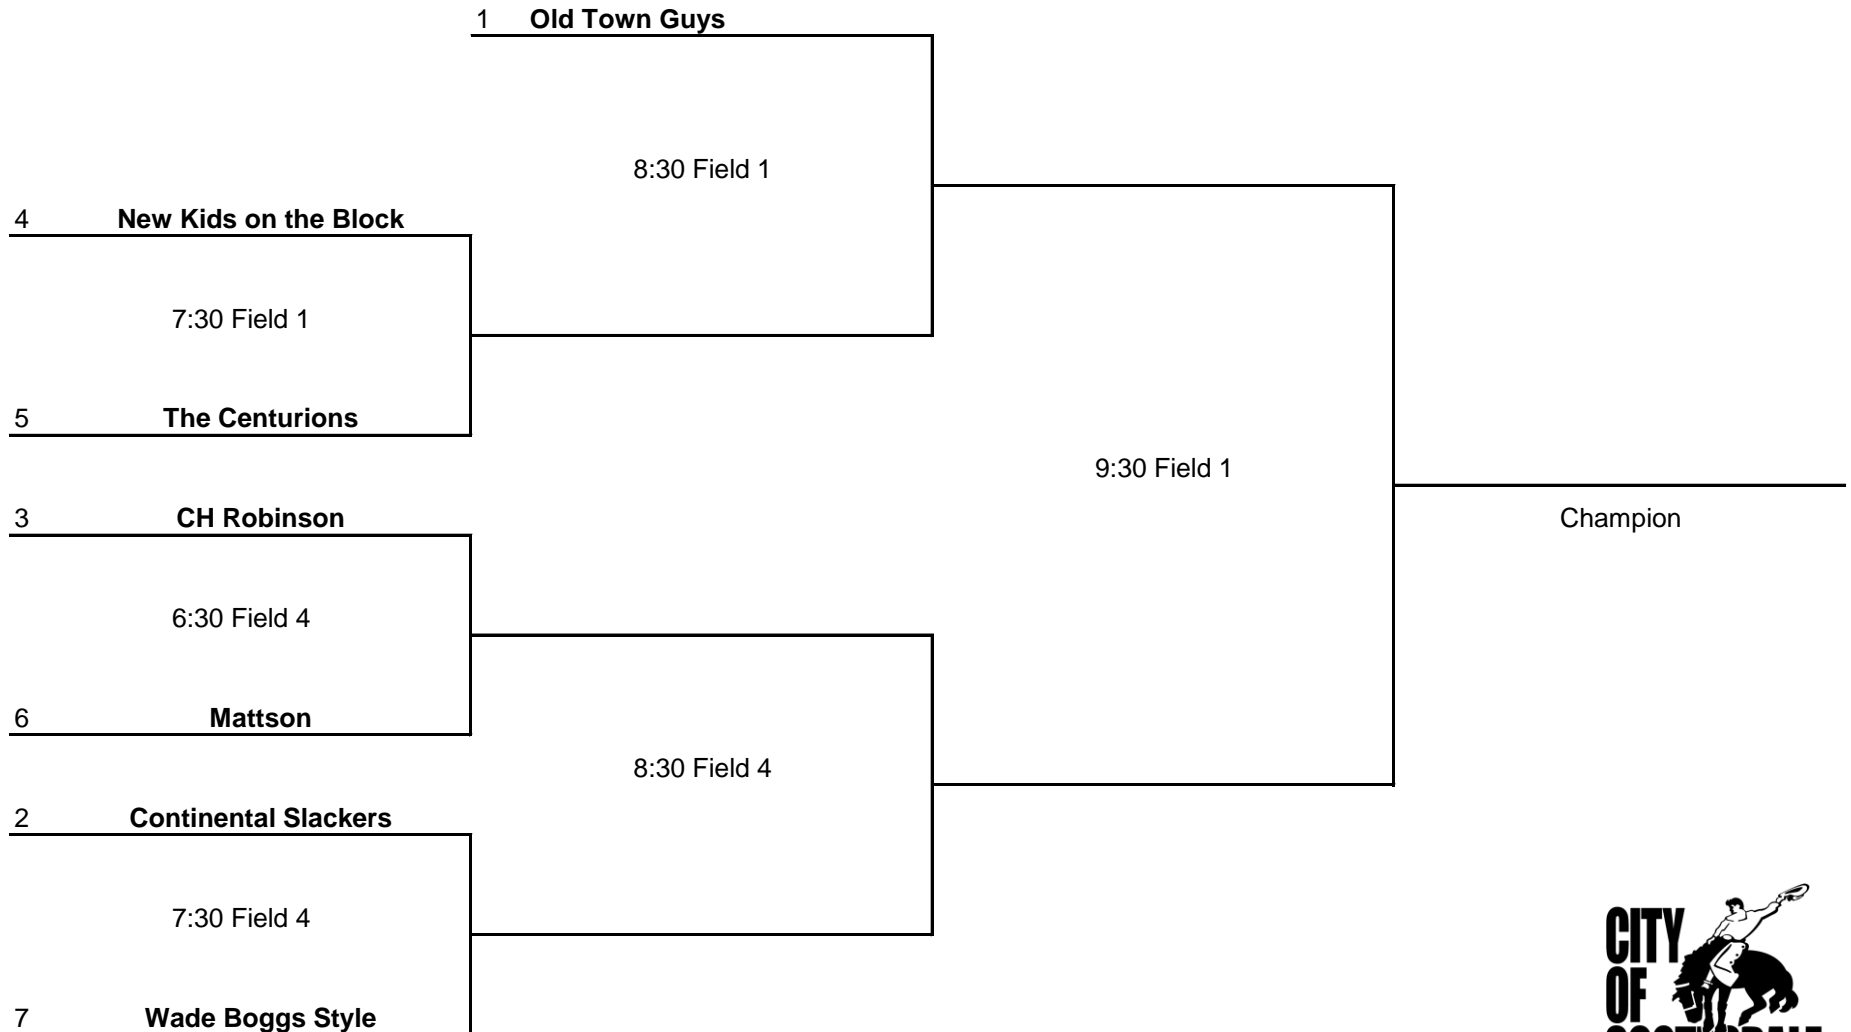 1 Old Town Guys
8:30 Field 1
4 New Kids on the Block
7:30 Field 1
5 The Centurions
9:30 Field 1
3 CH Robinson
Champion
6:30 Field 4
6 Mattson
8:30 Field 4
2 Continental Slackers
7:30 Field 4
7 Wade Boggs Style
CITY
OF